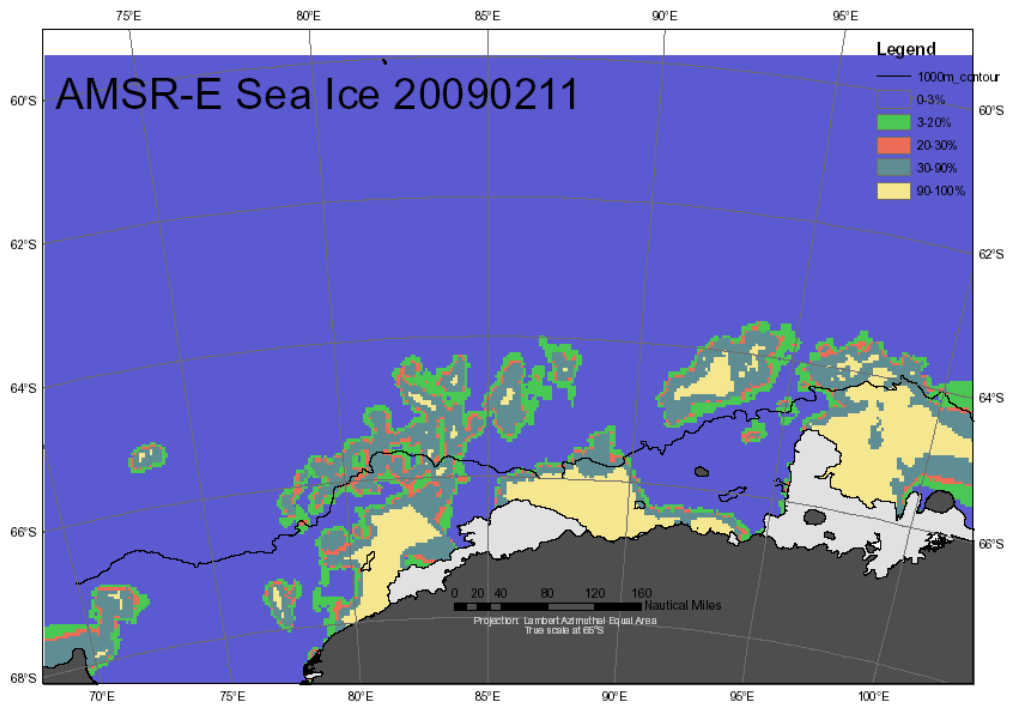 75°E 80°E 85°E 90°E 95°E
Legend
1000m_contour
0-3%
3-20%
20-30%
30-90%
90-100%
AMSR-E Sea Ice 20090211
60°S 60°S
62°S 62°S
64°S 64°S
66°S 66°S
68°S
0 20 40 80 120 160
Nautical Miles
Projection: Lambert Azimuthal Equal Area
True scale at 65°S
70°E 75°E 80°E 85°E 90°E 95°E 100°E